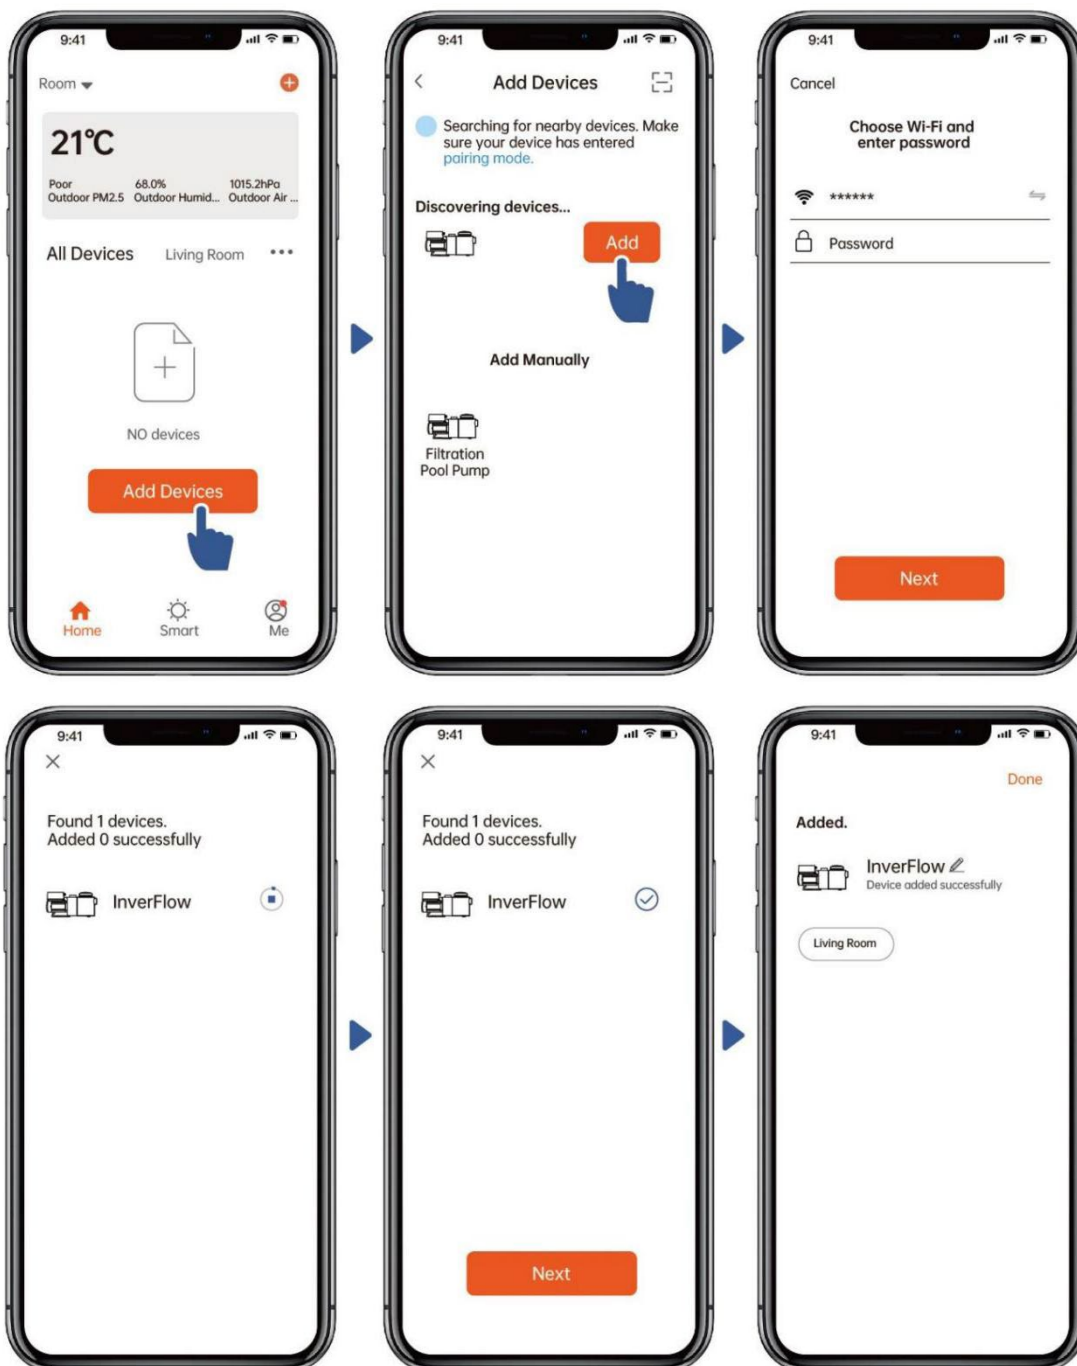 9:41
Room
21℃
Poor 68.0% 1015.2hPa
Outdoor PM2.5 Outdoor Humid... Outdoor Air ...
All Devices Living Room
NO devices
Add Devices
Home Smart Me
9:41
Add Devices
Searching for nearby devices. Make
sure your device has entered
pairing mode.
Discovering devices...
Add
Add Manually
Filtration
Pool Pump
9:41
Cancel
Choose Wi-Fi and
enter password
******
Password
Next
9:41
Found 1 devices.
Added 0 successfully
InverFlow
9:41
Found 1 devices.
Added 0 successfully
InverFlow
Next
9:41
Done
Added.
InverFlow
Device added successfully
Living Room